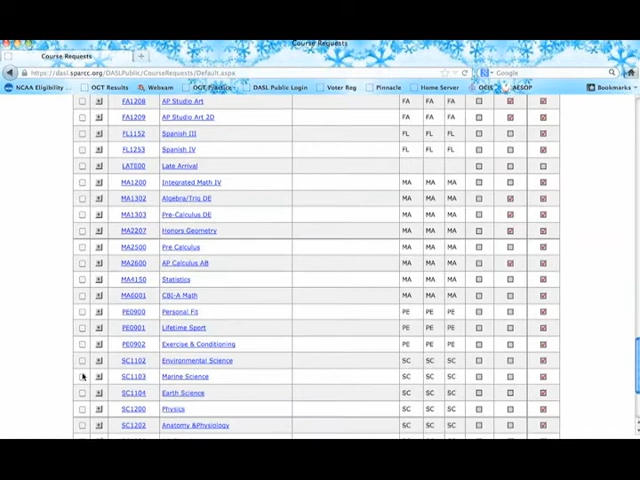 Course Requests
Course Requests
https://dasl.sparcc.org/DASLPublic/CourseRequests/Default.aspx Google
NCAA Eligibility ... OGT Results Webxam OGT Practice DASL Public Login Voter Reg Pinnacle Home Server OCIS AESOP Bookmarks
FA1208 AP Studio Art FA FA FA
FA1209 AP Studio Art 2D FA FA FA
FL1152 Spanish III FL FL FL
FL1253 Spanish IV FL FL FL
LATE00 Late Arrival
MA1200 Integrated Math IV MA MA MA
MA1302 Algebra/Trig DE MA MA MA
MA1303 Pre-Calculus DE MA MA MA
MA2207 Honors Geometry MA MA MA
MA2500 Pre Calculus MA MA MA
MA2600 AP Calculus AB MA MA MA
MA4150 Statistics MA MA MA
MA6001 CBI-A Math MA MA MA
PE0900 Personal Fit PE PE PE
PE0901 Lifetime Sport PE PE PE
PE0902 Exercise & Conditioning PE PE PE
SC1102 Environmental Science SC SC SC
SC1103 Marine Science SC SC SC
SC1104 Earth Science SC SC SC
SC1200 Physics SC SC SC
SC1202 Anatomy &Physiology SC SC SC